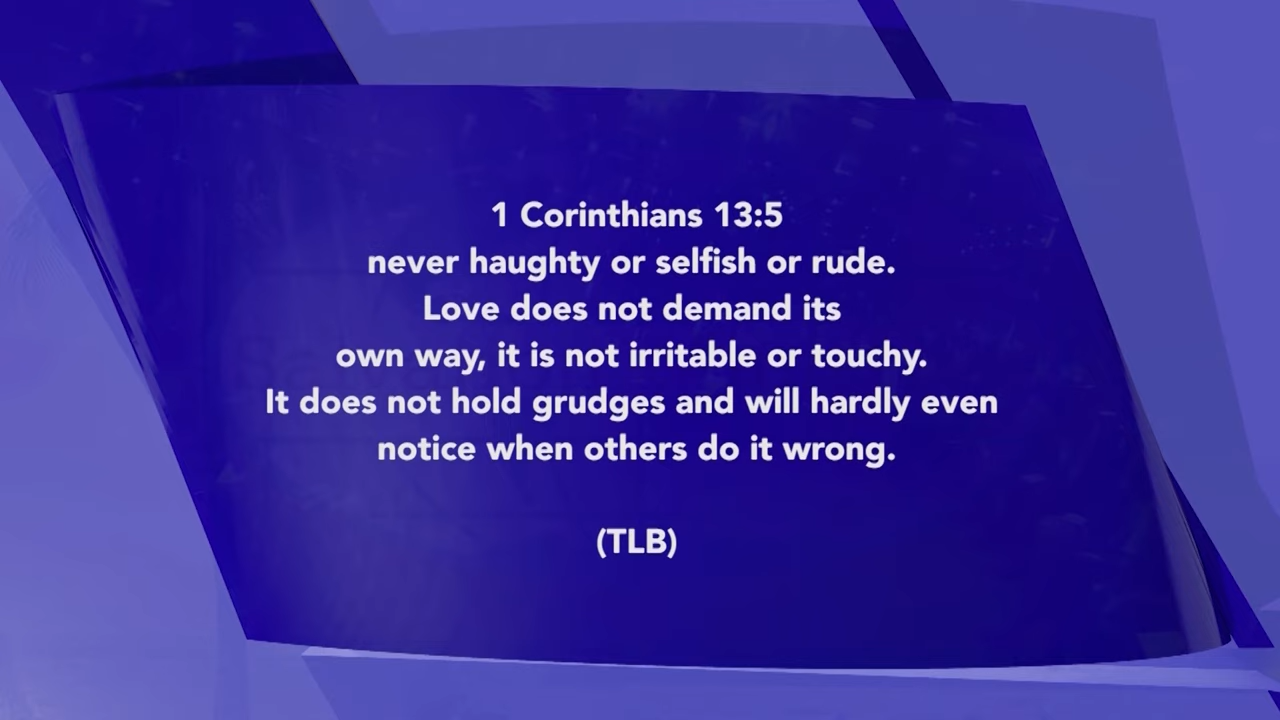 1 Corinthians 13:5
never haughty or selfish or rude.
Love does not demand its
own way, it is not irritable or touchy.
It does not hold grudges and will hardly even
notice when others do it wrong.
(TLB)